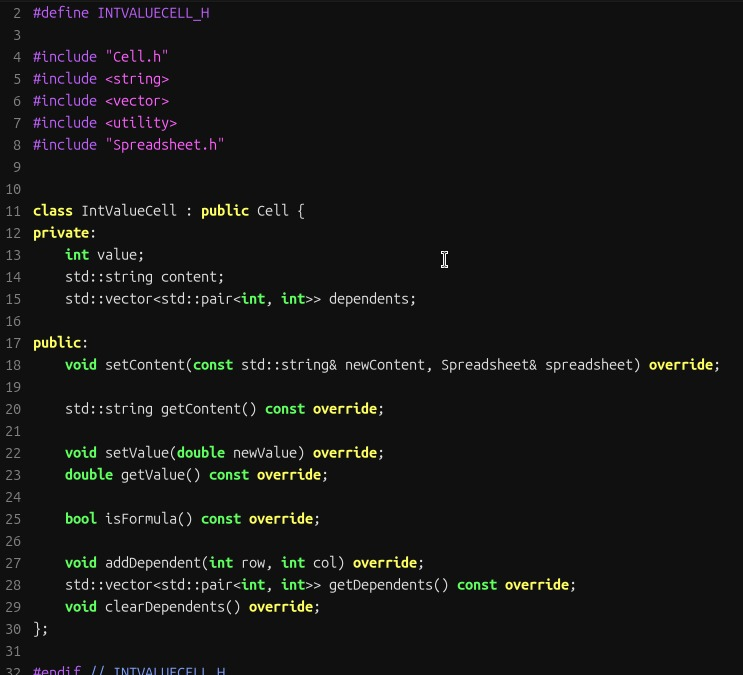 2 #define INTVALUECELL_H
3
4 #include "Cell.h"
5 #include <string>
6 #include <vector>
7 #include <utility>
8 #include "Spreadsheet.h"
9
10
11 class IntValueCell : public Cell {
12 private:
13     int value;
14     std::string content;
15     std::vector<std::pair<int, int>> dependents;
16
17 public:
18     void setContent(const std::string& newContent, Spreadsheet& spreadsheet) override;
19
20     std::string getContent() const override;
21
22     void setValue(double newValue) override;
23     double getValue() const override;
24
25     bool isFormula() const override;
26
27     void addDependent(int row, int col) override;
28     std::vector<std::pair<int, int>> getDependents() const override;
29     void clearDependents() override;
30 };
31
32 #endif // INTVALUECELL_H